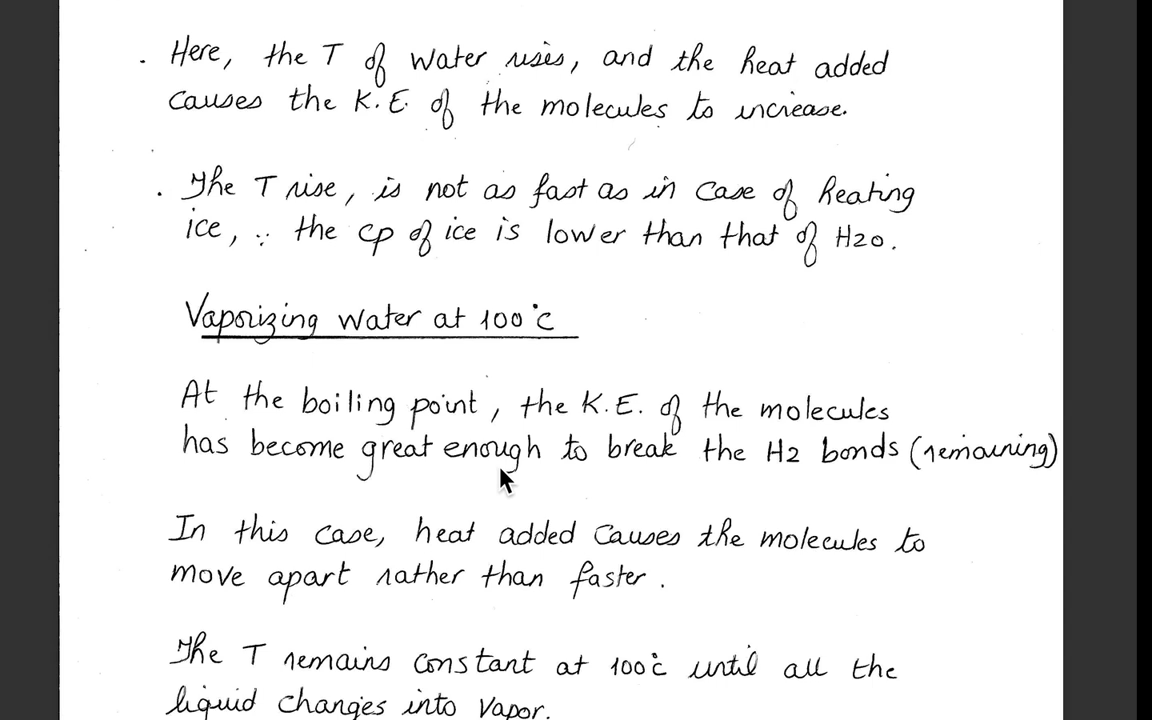 . Here, the T of water rises, and the heat added
causes the K.E. of the molecules to increase.
. The T rise, is not as fast as in case of heating
ice, ∵ the cp of ice is lower than that of H2O.
Vaporizing water at 100°c
At the boiling point, the K.E. of the molecules
has become great enough to break the H2 bonds (remaining)
In this case, heat added causes the molecules to
move apart rather than faster.
The T remains constant at 100°c until all the
liquid changes into vapor.